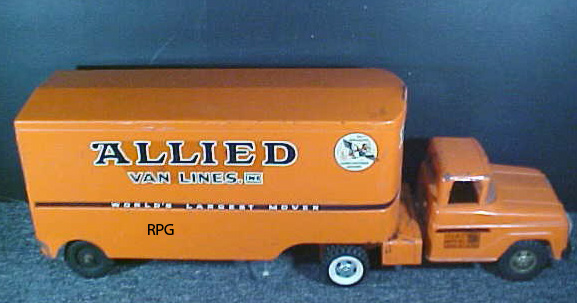 ALLIED
VAN LINES, INC
WORLD'S LARGEST MOVER
RPG